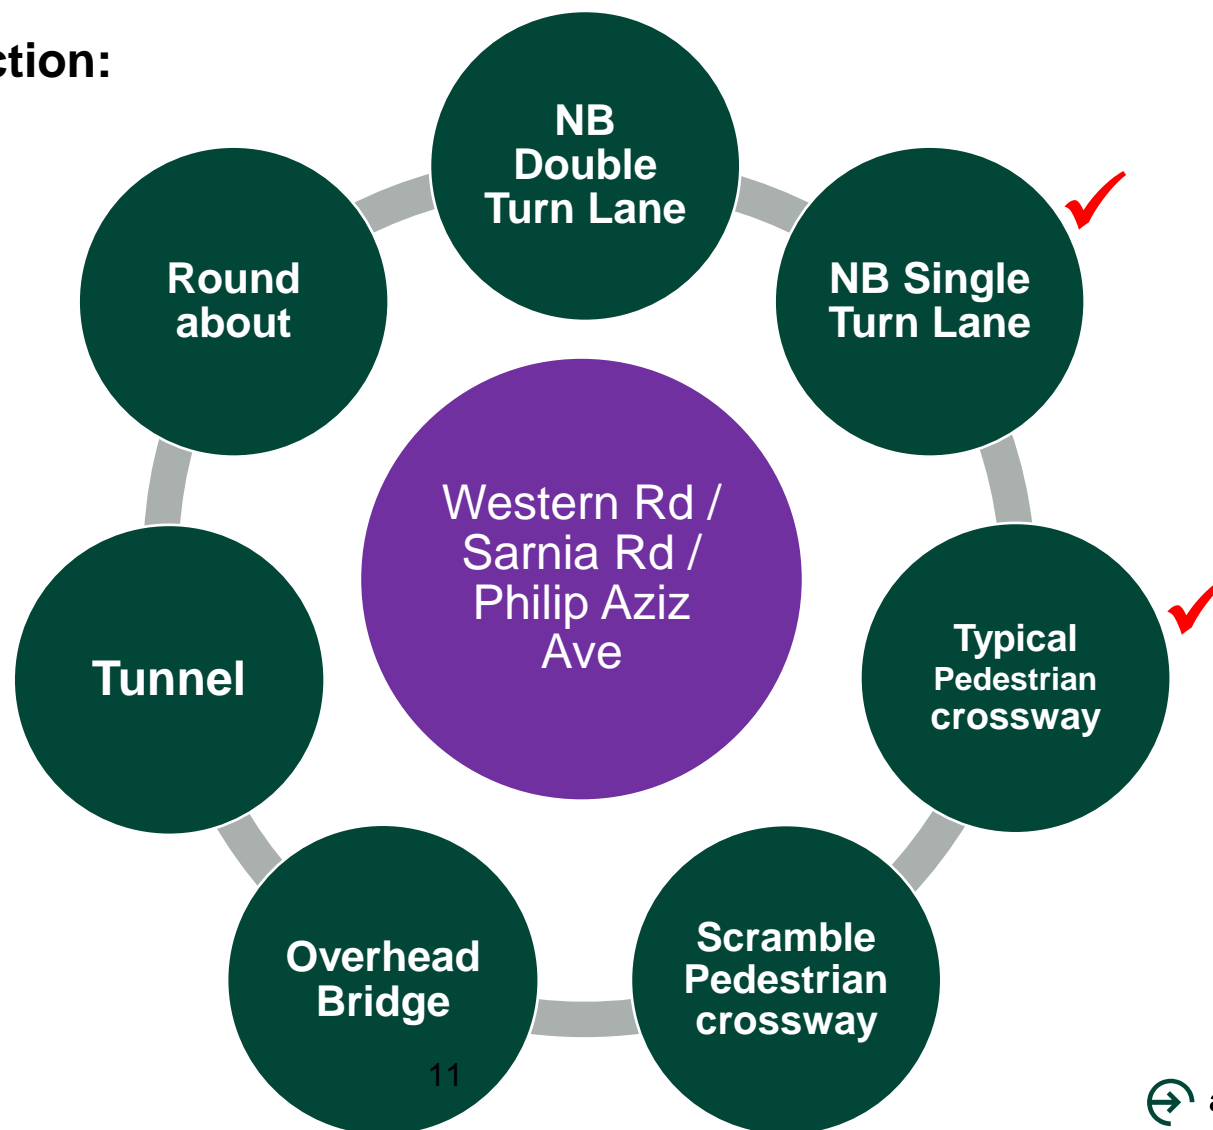 ction:
NB
Double
Turn Lane
NB Single
Turn Lane
Round
about
Western Rd /
Sarnia Rd /
Philip Aziz
Ave
Typical
Pedestrian
crossway
Tunnel
Scramble
Pedestrian
crossway
Overhead
Bridge
11
a